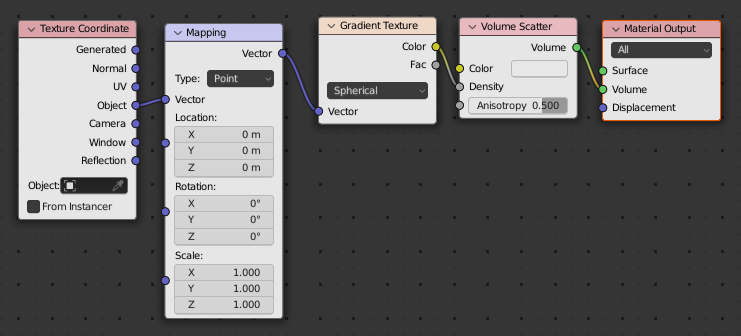 Texture Coordinate
Generated
Normal
UV
Object
Camera
Window
Reflection
Object:
From Instancer
Mapping
Vector
Type: Point
Vector
Location:
X 0 m
Y 0 m
Z 0 m
Rotation:
X 0°
Y 0°
Z 0°
Scale:
X 1.000
Y 1.000
Z 1.000
Gradient Texture
Color
Fac
Spherical
Vector
Volume Scatter
Volume
Color
Density
Anisotropy 0.500
Material Output
All
Surface
Volume
Displacement